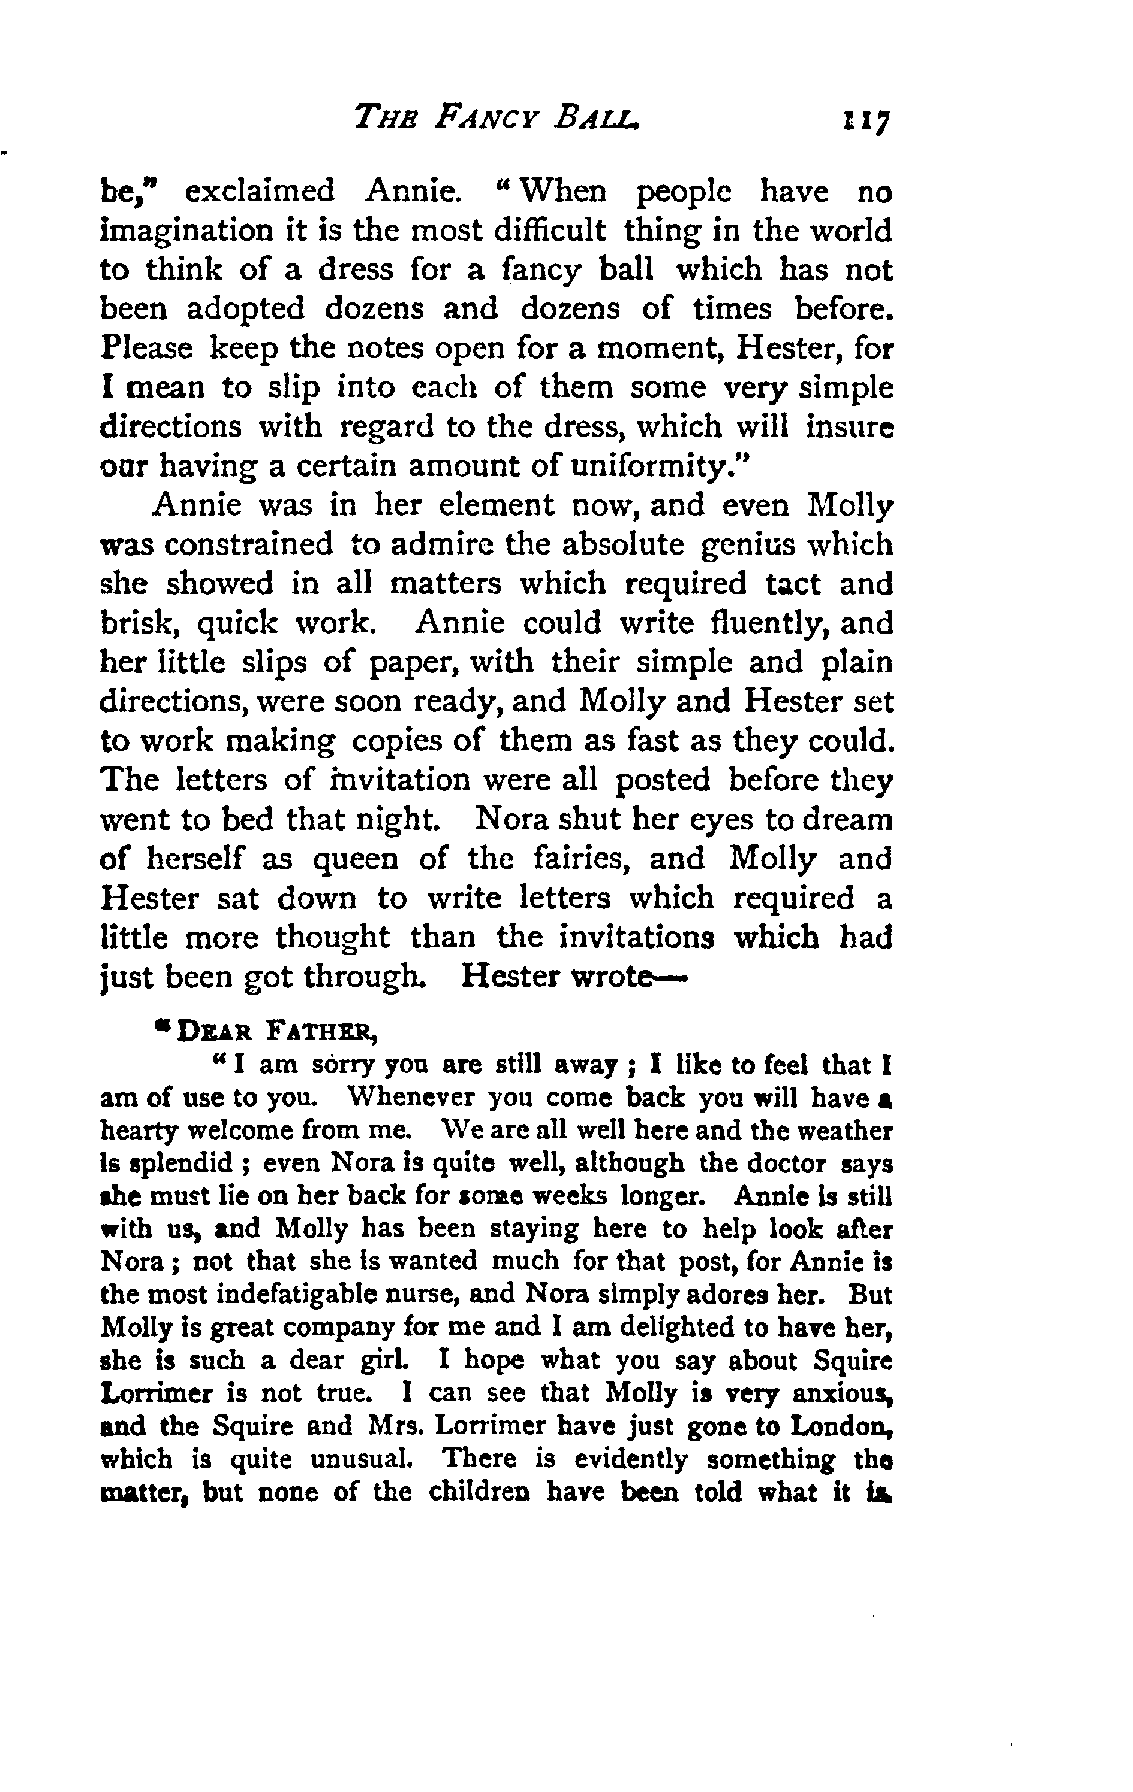 THE FANCY BALL. 117
be," exclaimed Annie. "When people have no
imagination it is the most difficult thing in the world
to think of a dress for a fancy ball which has not
been adopted dozens and dozens of times before.
Please keep the notes open for a moment, Hester, for
I mean to slip into each of them some very simple
directions with regard to the dress, which will insure
our having a certain amount of uniformity."
Annie was in her element now, and even Molly
was constrained to admire the absolute genius which
she showed in all matters which required tact and
brisk, quick work. Annie could write fluently, and
her little slips of paper, with their simple and plain
directions, were soon ready, and Molly and Hester set
to work making copies of them as fast as they could.
The letters of invitation were all posted before they
went to bed that night. Nora shut her eyes to dream
of herself as queen of the fairies, and Molly and
Hester sat down to write letters which required a
little more thought than the invitations which had
just been got through. Hester wrote—
"DEAR FATHER,
"I am sorry you are still away; I like to feel that I
am of use to you. Whenever you come back you will have a
hearty welcome from me. We are all well here and the weather
is splendid; even Nora is quite well, although the doctor says
she must lie on her back for some weeks longer. Annie is still
with us, and Molly has been staying here to help look after
Nora; not that she is wanted much for that post, for Annie is
the most indefatigable nurse, and Nora simply adores her. But
Molly is great company for me and I am delighted to have her,
she is such a dear girl. I hope what you say about Squire
Lorrimer is not true. I can see that Molly is very anxious,
and the Squire and Mrs. Lorrimer have just gone to London,
which is quite unusual. There is evidently something the
matter, but none of the children have been told what it is.